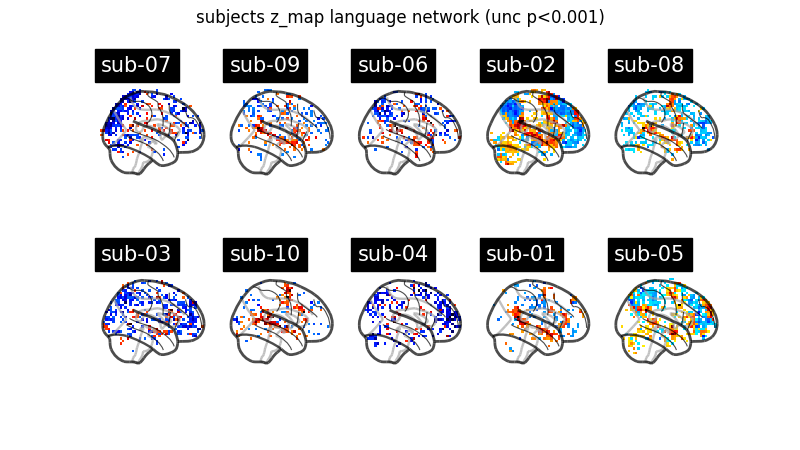 subjects z_map language network (unc p<0.001)
sub-07 sub-09 sub-06 sub-02 sub-08
sub-03 sub-10 sub-04 sub-01 sub-05